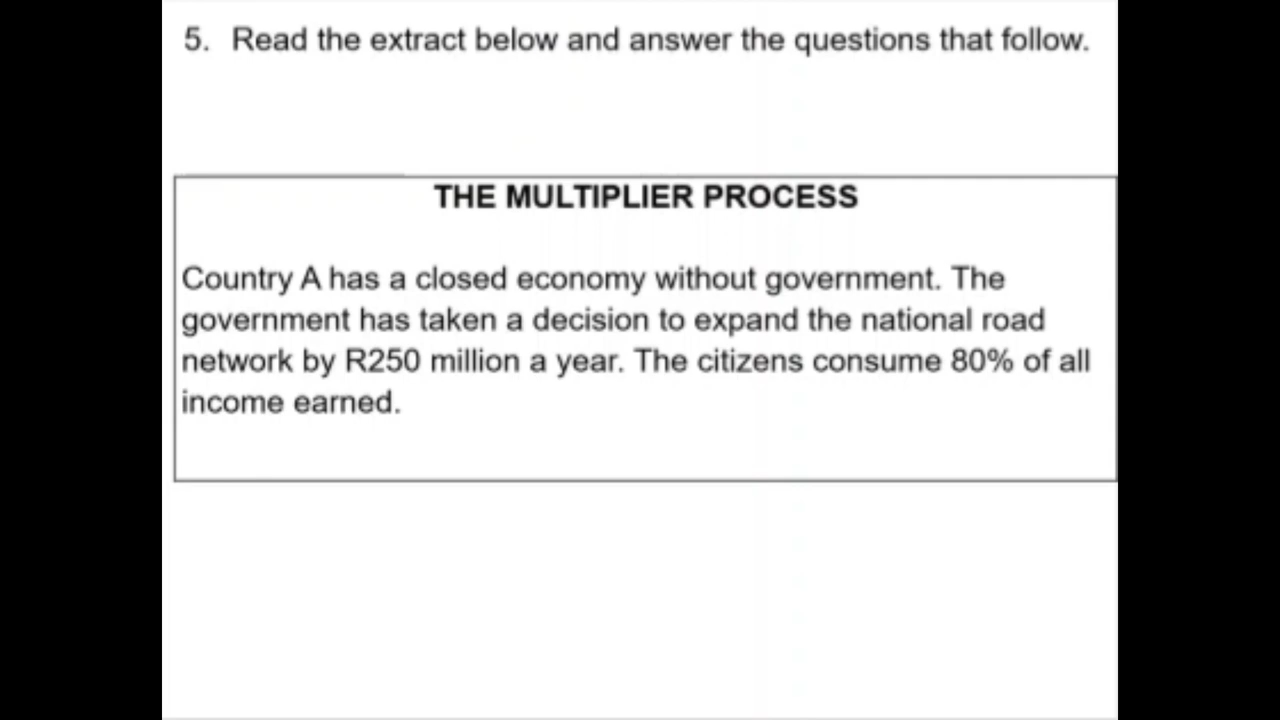 5. Read the extract below and answer the questions that follow.
THE MULTIPLIER PROCESS
Country A has a closed economy without government. The
government has taken a decision to expand the national road
network by R250 million a year. The citizens consume 80% of all
income earned.